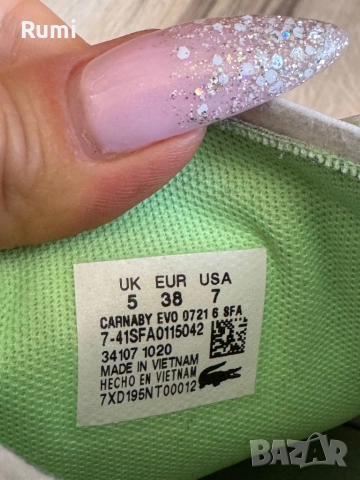 Rumi
UK EUR USA
5 38 7
CARNABY EVO 0721 6 SFA
7-41SFA0115042
34107 1020
MADE IN VIETNAM
HECHO EN VIETNAM
7XD195NT00012
BAZAR